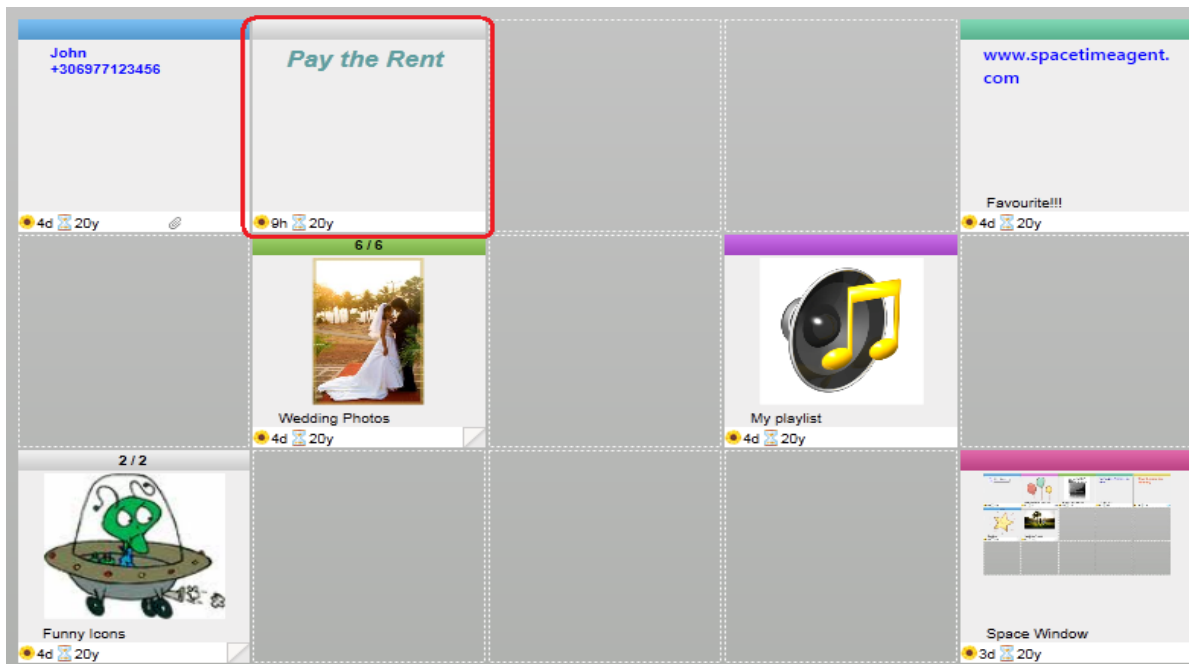 John
+306977123456
4d 20y
Pay the Rent
9h 20y
www.spacetimeagent.
com
Favourite!!!
4d 20y
6 / 6
Wedding Photos
4d 20y
My playlist
4d 20y
2 / 2
Funny Icons
4d 20y
Space Window
3d 20y